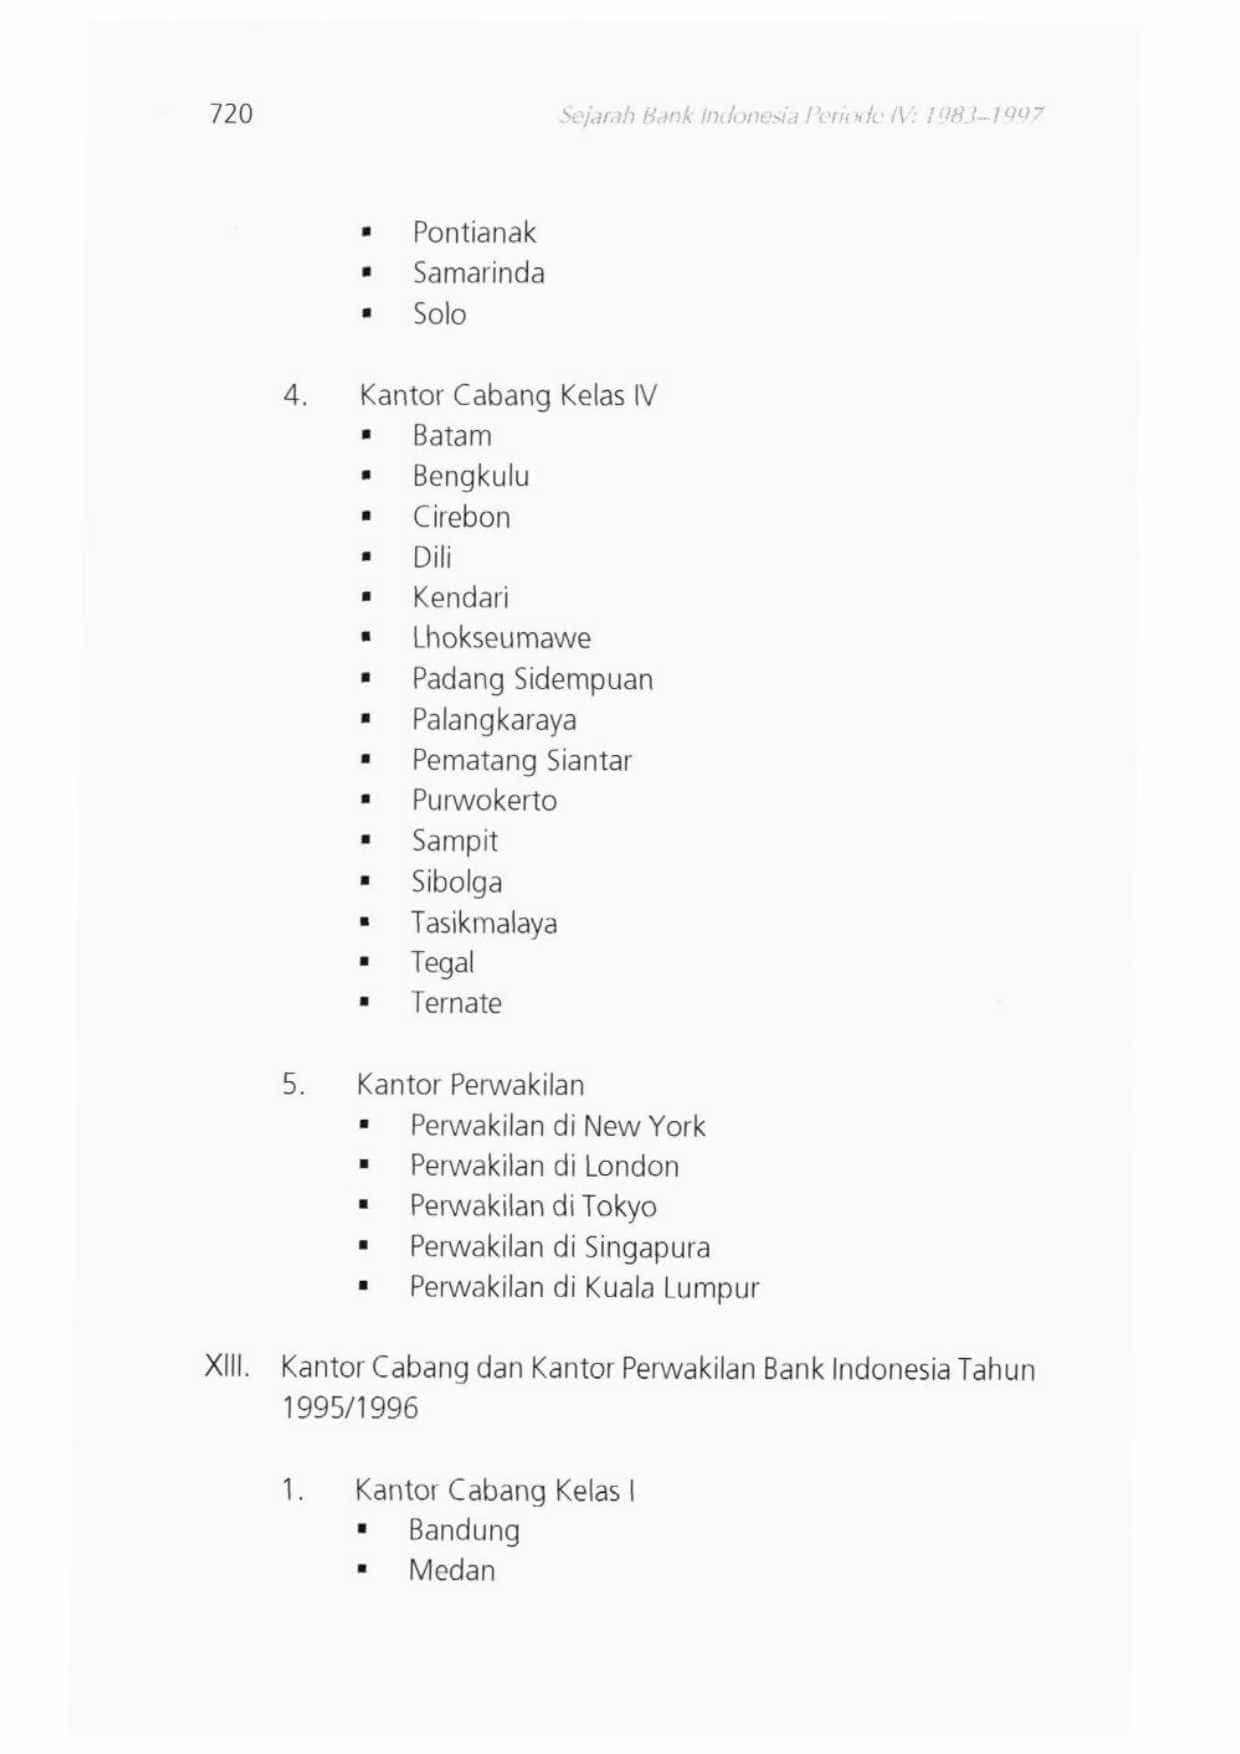 720 Sejarah Bank Indonesia Periode IV: 1983–1997
▪ Pontianak
▪ Samarinda
▪ Solo
4. Kantor Cabang Kelas IV
▪ Batam
▪ Bengkulu
▪ Cirebon
▪ Dili
▪ Kendari
▪ Lhokseumawe
▪ Padang Sidempuan
▪ Palangkaraya
▪ Pematang Siantar
▪ Purwokerto
▪ Sampit
▪ Sibolga
▪ Tasikmalaya
▪ Tegal
▪ Ternate
5. Kantor Perwakilan
▪ Perwakilan di New York
▪ Perwakilan di London
▪ Perwakilan di Tokyo
▪ Perwakilan di Singapura
▪ Perwakilan di Kuala Lumpur
XIII. Kantor Cabang dan Kantor Perwakilan Bank Indonesia Tahun
1995/1996
1. Kantor Cabang Kelas I
▪ Bandung
▪ Medan